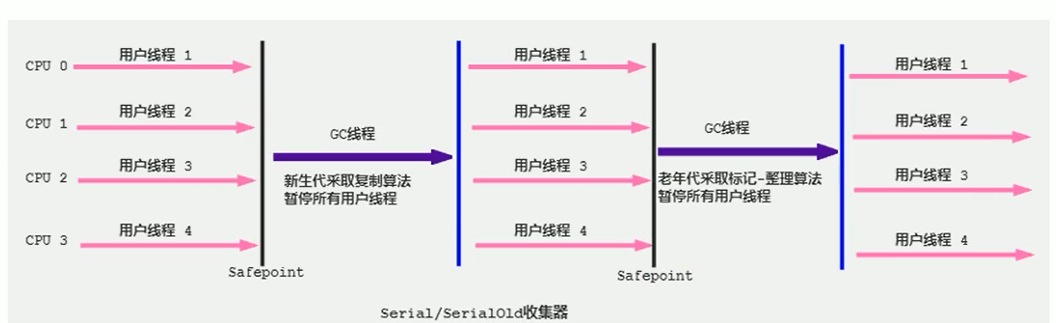 CPU 0
用户线程 1
用户线程 1
用户线程 1
CPU 1
用户线程 2
用户线程 2
用户线程 2
GC线程
GC线程
CPU 2
用户线程 3
用户线程 3
用户线程 3
新生代采取复制算法
暂停所有用户线程
老年代采取标记-整理算法
暂停所有用户线程
CPU 3
用户线程 4
用户线程 4
用户线程 4
Safepoint
Safepoint
Serial/SerialOld收集器